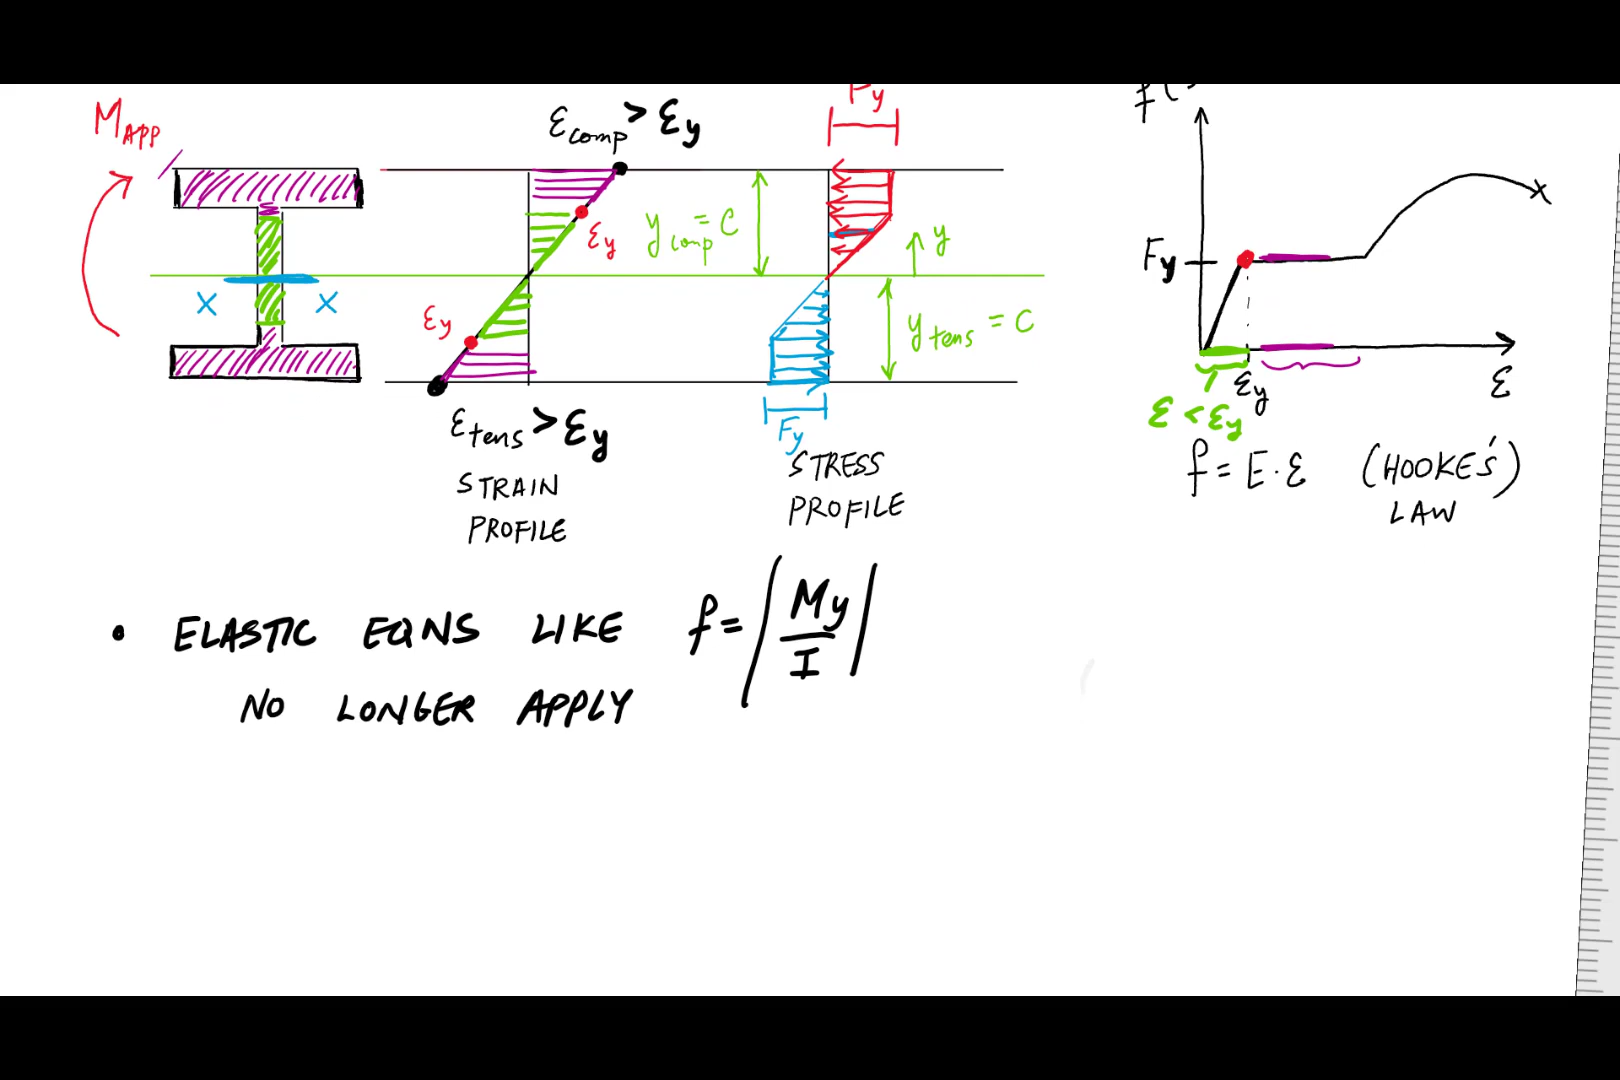 M_APP
ε_comp > ε_y
F_y
ε_y
y_comp = C
y
x x
ε_y
y_tens = C
ε_tens > ε_y
F_y
STRAIN
PROFILE
STRESS
PROFILE
F_y
ε_y
ε
ε < ε_y
f = E · ε (HOOKE'S)
LAW
• ELASTIC EQNS LIKE f = |My/I|
NO LONGER APPLY